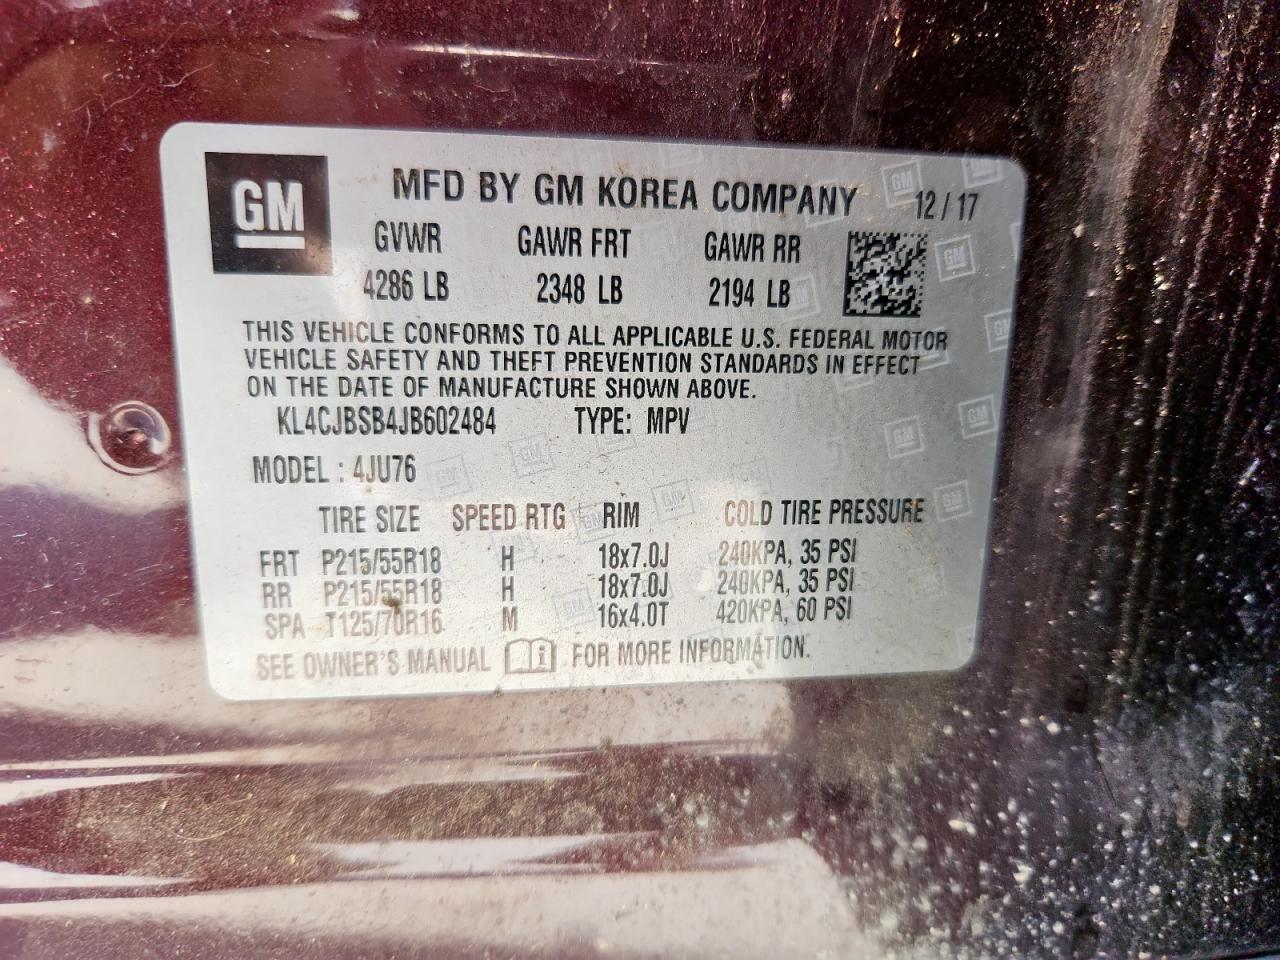 GM MFD BY GM KOREA COMPANY 12/17
GVWR GAWR FRT GAWR RR
4286 LB 2348 LB 2194 LB
THIS VEHICLE CONFORMS TO ALL APPLICABLE U.S. FEDERAL MOTOR
VEHICLE SAFETY AND THEFT PREVENTION STANDARDS IN EFFECT
ON THE DATE OF MANUFACTURE SHOWN ABOVE.
KL4CJBSB4JB602484 TYPE: MPV
MODEL : 4JU76
TIRE SIZE SPEED RTG RIM COLD TIRE PRESSURE
FRT P215/55R18 H 18x7.0J 240KPA, 35 PSI
RR P215/55R18 H 18x7.0J 240KPA, 35 PSI
SPA T125/70R16 M 16x4.0T 420KPA, 60 PSI
SEE OWNER'S MANUAL i FOR MORE INFORMATION.